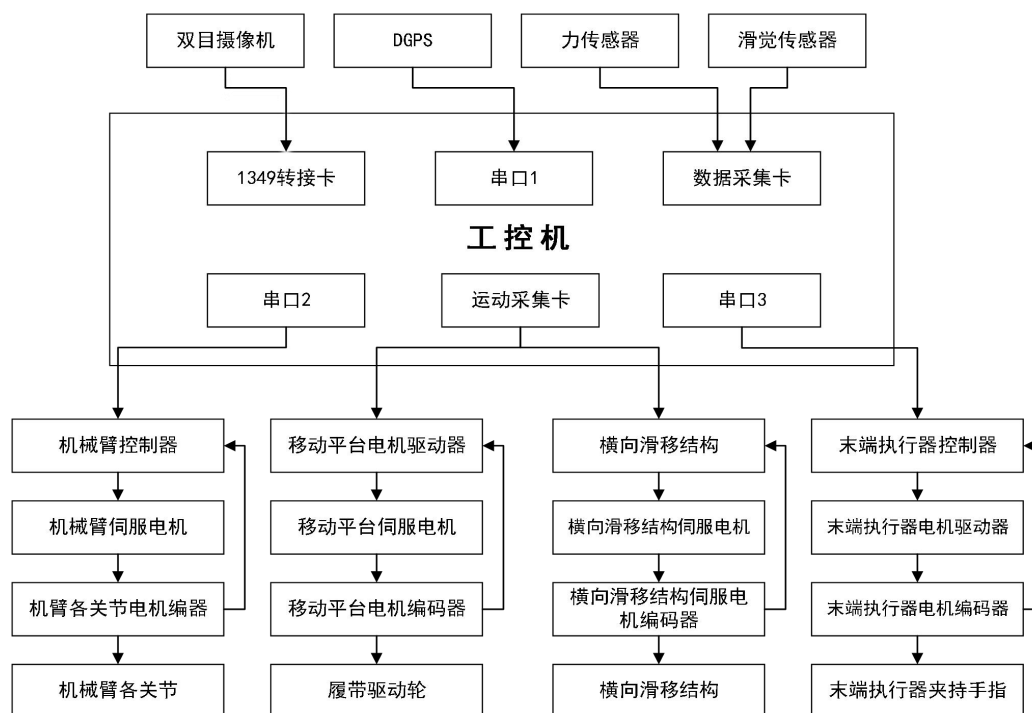 双目摄像机
DGPS
力传感器
滑觉传感器
1349转接卡
串口1
数据采集卡
工控机
串口2
运动采集卡
串口3
机械臂控制器
移动平台电机驱动器
横向滑移结构
末端执行器控制器
机械臂伺服电机
移动平台伺服电机
横向滑移结构伺服电机
末端执行器电机驱动器
机臂各关节电机编器
移动平台电机编码器
横向滑移结构伺服电
机编码器
末端执行器电机编码器
机械臂各关节
履带驱动轮
横向滑移结构
末端执行器夹持手指